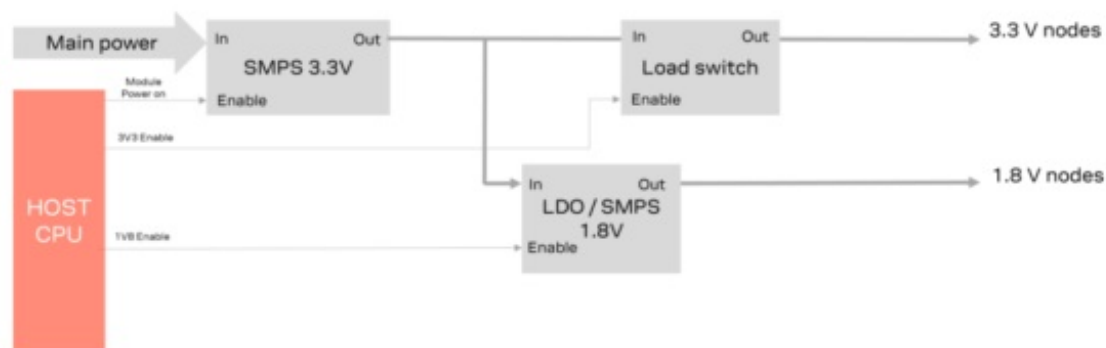 Main power
In
Out
SMPS 3.3V
Enable
In
Out
Load switch
Enable
3.3 V nodes
Module
Power on
3V3 Enable
In
Out
LDO / SMPS
1.8V
Enable
1.8 V nodes
HOST
CPU
1V8 Enable